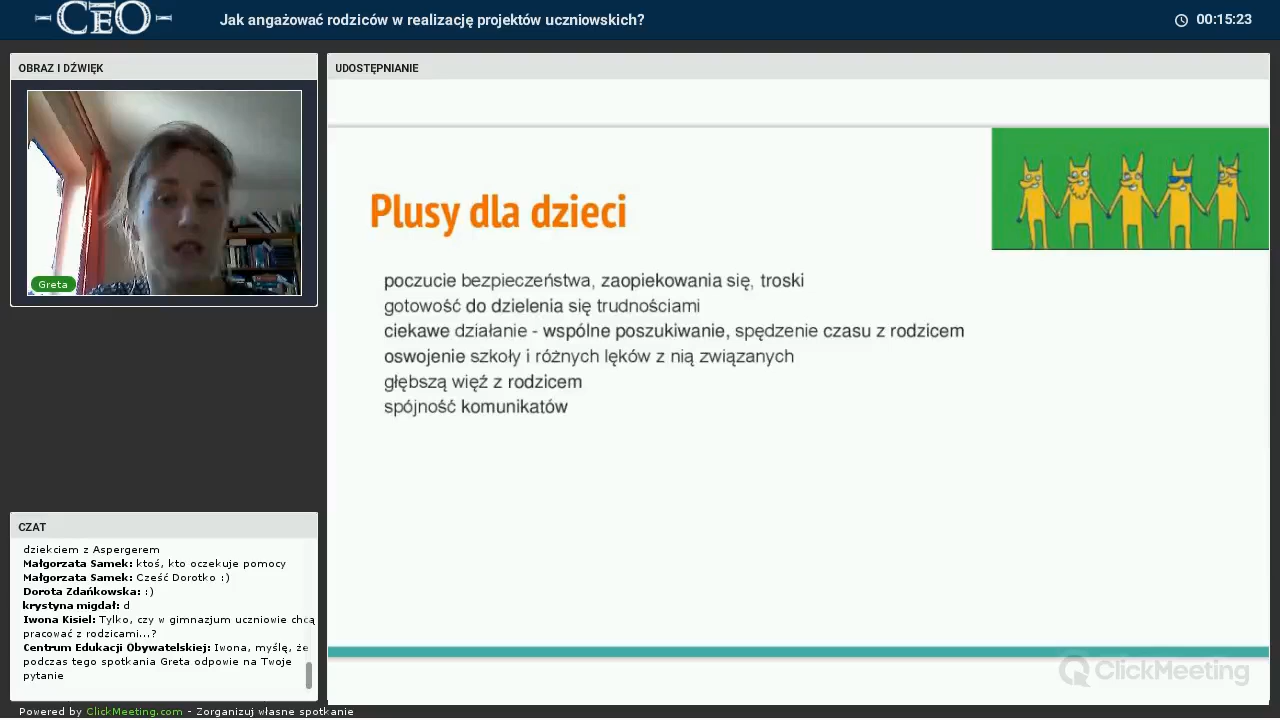 CEO
Jak angażować rodziców w realizację projektów uczniowskich?
00:15:23
OBRAZ I DŹWIĘK
Greta
UDOSTĘPNIANIE
Plusy dla dzieci
poczucie bezpieczeństwa, zaopiekowania się, troski
gotowość do dzielenia się trudnościami
ciekawe działanie - wspólne poszukiwanie, spędzenie czasu z rodzicem
oswojenie szkoły i różnych lęków z nią związanych
głębszą więź z rodzicem
spójność komunikatów
CZAT
dziekciem z Aspergerem
Małgorzata Samek: ktoś, kto oczekuje pomocy
Małgorzata Samek: Cześć Dorotko :)
Dorota Zdańkowska: :)
krystyna migdał: d
Iwona Kisiel: Tylko, czy w gimnazjum uczniowie chcą
pracować z rodzicami...?
Centrum Edukacji Obywatelskiej: Iwona, myślę, że
podczas tego spotkania Greta odpowie na Twoje
pytanie
ClickMeeting
Powered by ClickMeeting.com - Zorganizuj własne spotkanie